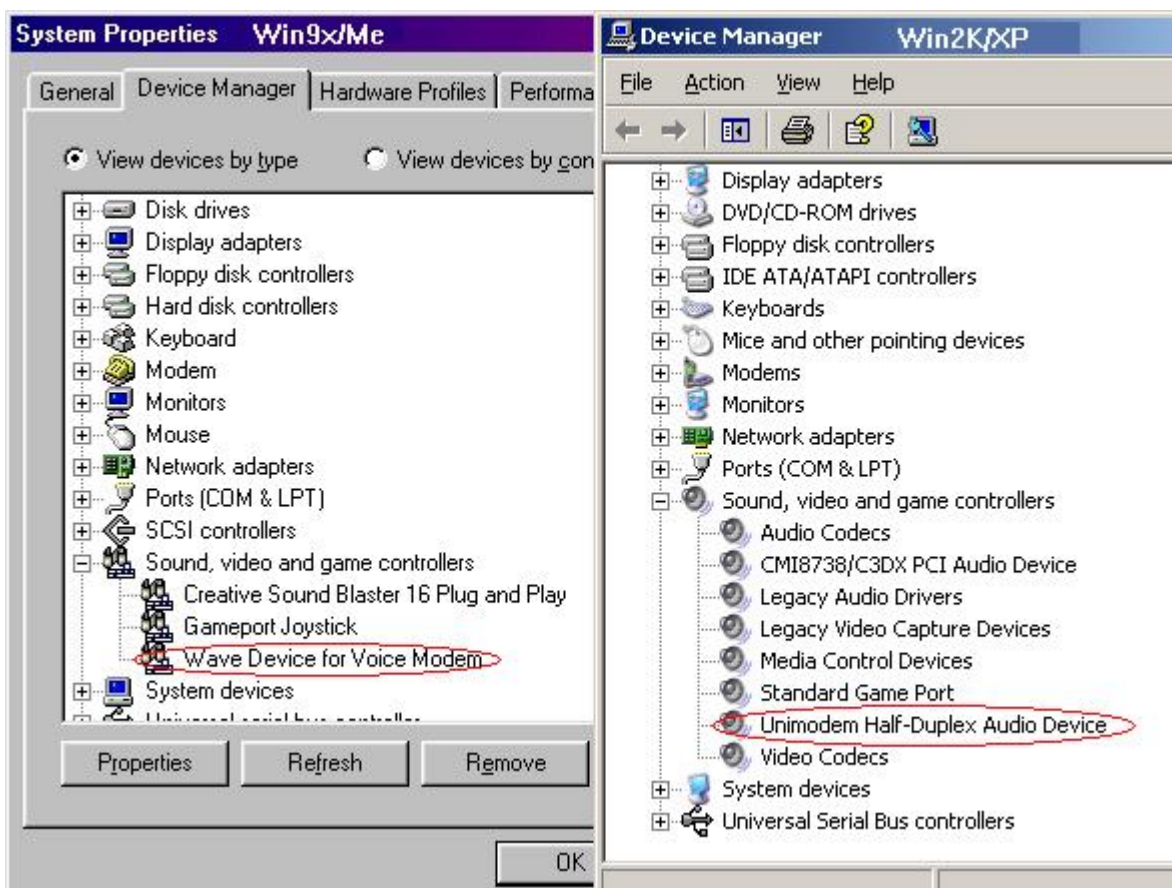 System Properties Win9x/Me
General Device Manager Hardware Profiles Performa
View devices by type View devices by con
Disk drives
Display adapters
Floppy disk controllers
Hard disk controllers
Keyboard
Modem
Monitors
Mouse
Network adapters
Ports (COM & LPT)
SCSI controllers
Sound, video and game controllers
Creative Sound Blaster 16 Plug and Play
Gameport Joystick
Wave Device for Voice Modem
System devices
Properties Refresh Remove
OK
Device Manager Win2K/XP
File Action View Help
Display adapters
DVD/CD-ROM drives
Floppy disk controllers
IDE ATA/ATAPI controllers
Keyboards
Mice and other pointing devices
Modems
Monitors
Network adapters
Ports (COM & LPT)
Sound, video and game controllers
Audio Codecs
CMI8738/C3DX PCI Audio Device
Legacy Audio Drivers
Legacy Video Capture Devices
Media Control Devices
Standard Game Port
Unimodem Half-Duplex Audio Device
Video Codecs
System devices
Universal Serial Bus controllers